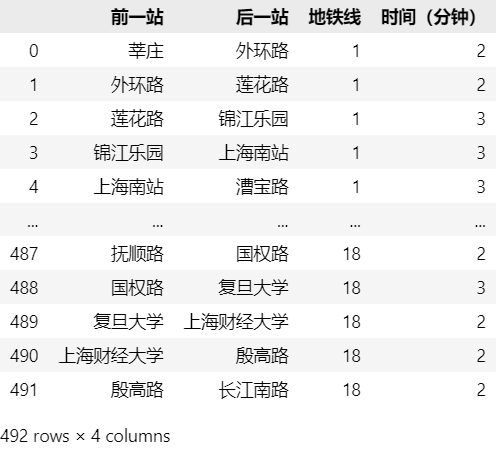 前一站 后一站 地铁线 时间（分钟）
0 莘庄 外环路 1 2
1 外环路 莲花路 1 2
2 莲花路 锦江乐园 1 3
3 锦江乐园 上海南站 1 3
4 上海南站 漕宝路 1 3
... ... ... ... ...
487 抚顺路 国权路 18 2
488 国权路 复旦大学 18 3
489 复旦大学 上海财经大学 18 2
490 上海财经大学 殷高路 18 2
491 殷高路 长江南路 18 2
492 rows × 4 columns